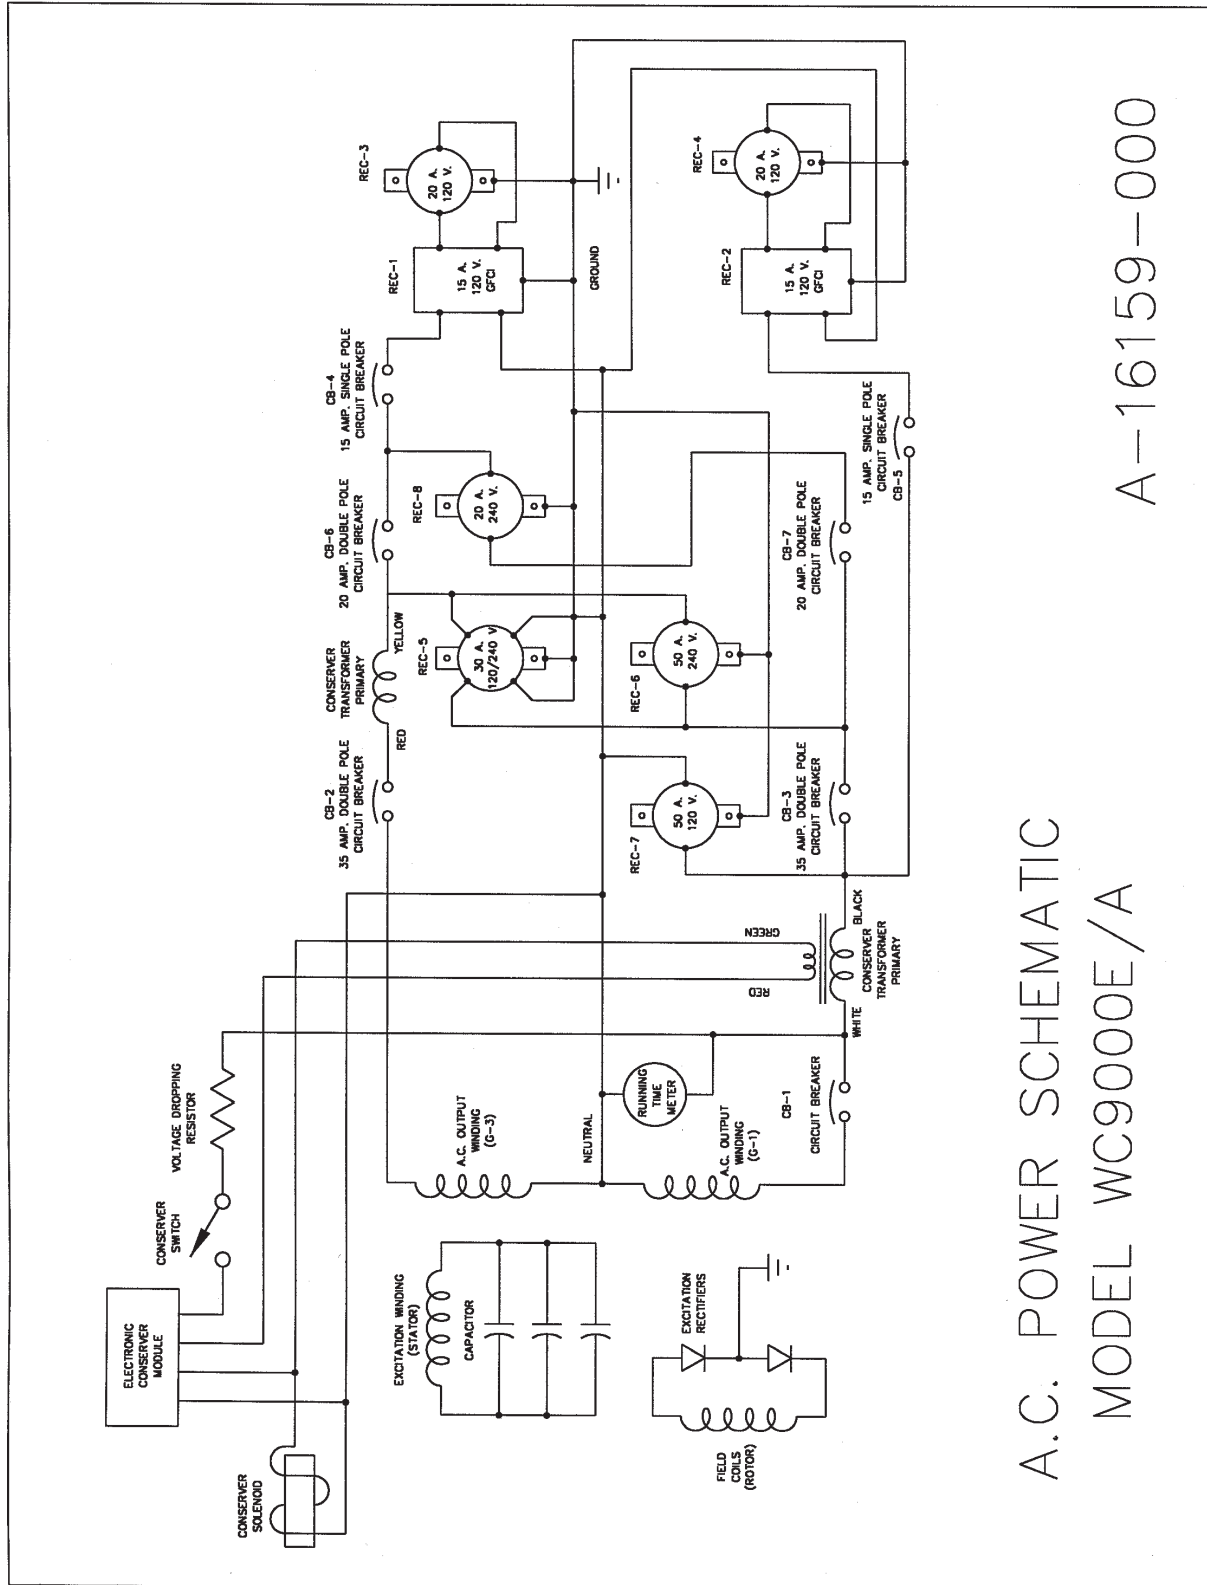 ELECTRONIC
CONSERVER
MODULE
CONSERVER
SOLENOID
CONSERVER
SWITCH
VOLTAGE DROPPING
RESISTOR
EXCITATION WINDING
(STATOR)
CAPACITOR
FIELD
COILS
(ROTOR)
EXCITATION
RECTIFIERS
A.C. OUTPUT
WINDING
(G-3)
NEUTRAL
A.C. OUTPUT
WINDING
(G-1)
RUNNING
TIME
METER
CB-1
CIRCUIT BREAKER
WHITE
CONSERVER
TRANSFORMER
PRIMARY
BLACK
RED
GREEN
CB-2
35 AMP. DOUBLE POLE
CIRCUIT BREAKER
RED
CONSERVER
TRANSFORMER
PRIMARY
YELLOW
CB-6
20 AMP. DOUBLE POLE
CIRCUIT BREAKER
CB-4
15 AMP. SINGLE POLE
CIRCUIT BREAKER
REC-1
15 A.
120 V.
GFCI
REC-3
20 A.
120 V.
GROUND
REC-5
30 A.
120/240 V
REC-8
20 A.
240 V.
REC-7
50 A.
120 V.
REC-6
50 A.
240 V.
CB-3
35 AMP. DOUBLE POLE
CIRCUIT BREAKER
CB-7
20 AMP. DOUBLE POLE
CIRCUIT BREAKER
15 AMP. SINGLE POLE
CIRCUIT BREAKER
CB-5
REC-2
15 A.
120 V.
GFCI
REC-4
20 A.
120 V.
A.C. POWER SCHEMATIC
MODEL WC9000E/A
A-16159-000